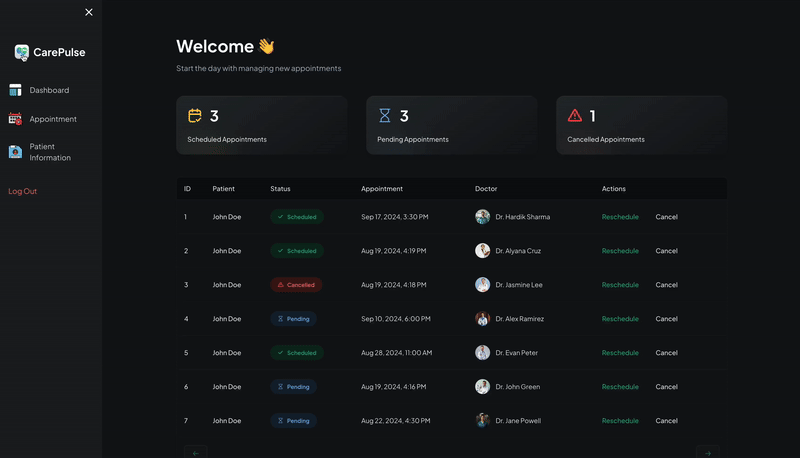 CarePulse
Dashboard
Appointment
Patient
Information
Log Out
Welcome 👋
Start the day with managing new appointments
3
Scheduled Appointments
3
Pending Appointments
1
Cancelled Appointments
ID Patient Status Appointment Doctor Actions
1 John Doe Scheduled Sep 17, 2024, 3:30 PM Dr. Hardik Sharma Reschedule Cancel
2 John Doe Scheduled Aug 19, 2024, 4:19 PM Dr. Alyana Cruz Reschedule Cancel
3 John Doe Cancelled Aug 19, 2024, 4:18 PM Dr. Jasmine Lee Reschedule Cancel
4 John Doe Pending Sep 10, 2024, 6:00 PM Dr. Alex Ramirez Reschedule Cancel
5 John Doe Scheduled Aug 28, 2024, 11:00 AM Dr. Evan Peter Reschedule Cancel
6 John Doe Pending Aug 19, 2024, 4:16 PM Dr. John Green Reschedule Cancel
7 John Doe Pending Aug 22, 2024, 4:30 PM Dr. Jane Powell Reschedule Cancel